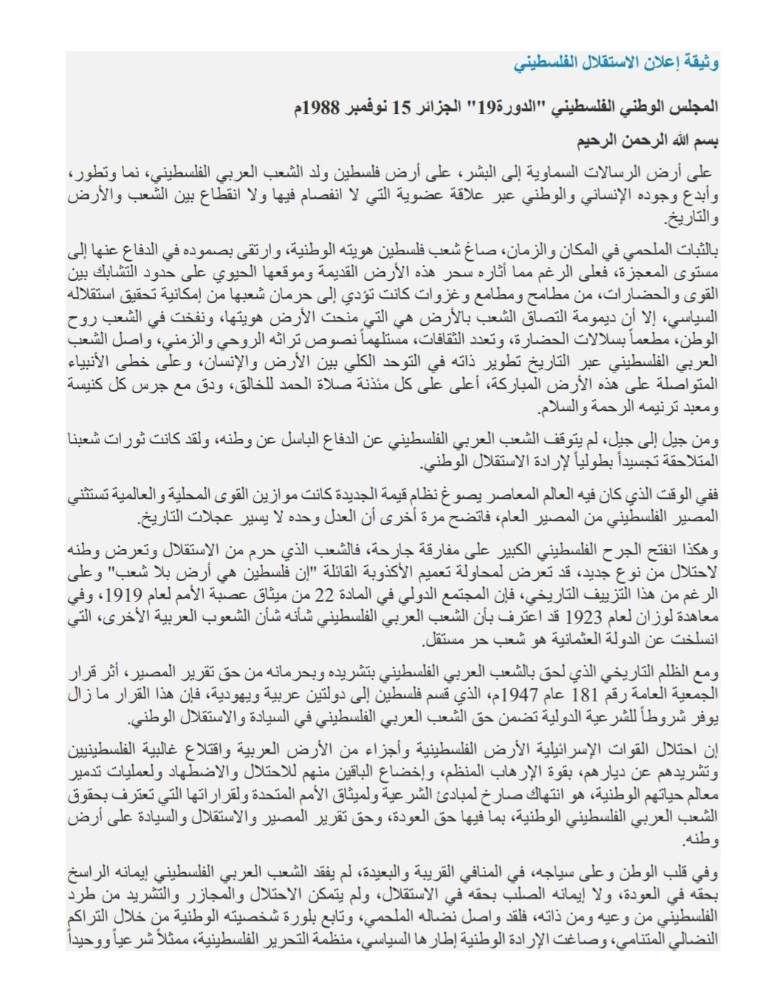 وثيقة إعلان الاستقلال الفلسطيني
المجلس الوطني الفلسطيني "الدورة19" الجزائر 15 نوفمبر 1988م
بسم الله الرحمن الرحيم
على أرض الرسالات السماوية إلى البشر، على أرض فلسطين ولد الشعب العربي الفلسطيني، نما وتطور،
وأبدع وجوده الإنساني والوطني عبر علاقة عضوية التي لا انفصام فيها ولا انقطاع بين الشعب والأرض
والتاريخ.
بالثبات الملحمي في المكان والزمان، صاغ شعب فلسطين هويته الوطنية، وارتقى بصموده في الدفاع عنها إلى
مستوى المعجزة، فعلى الرغم مما أثاره سحر هذه الأرض القديمة وموقعها الحيوي على حدود التشابك بين
القوى والحضارات، من مطامح ومطامع وغزوات كانت تؤدي إلى حرمان شعبها من إمكانية تحقيق استقلاله
السياسي، إلا أن ديمومة التصاق الشعب بالأرض هي التي منحت الأرض هويتها، ونفخت في الشعب روح
الوطن، مطعماً بسلالات الحضارة، وتعدد الثقافات، مستلهماً نصوص تراثه الروحي والزمني، واصل الشعب
العربي الفلسطيني عبر التاريخ تطوير ذاته في التوحد الكلي بين الأرض والإنسان، وعلى خطى الأنبياء
المتواصلة على هذه الأرض المباركة، أعلى على كل مئذنة صلاة الحمد للخالق، ودق مع جرس كل كنيسة
ومعبد ترنيمه الرحمة والسلام.
ومن جيل إلى جيل، لم يتوقف الشعب العربي الفلسطيني عن الدفاع الباسل عن وطنه، ولقد كانت ثورات شعبنا
المتلاحقة تجسيداً بطولياً لإرادة الاستقلال الوطني.
ففي الوقت الذي كان فيه العالم المعاصر يصوغ نظام قيمة الجديدة كانت موازين القوى المحلية والعالمية تستثني
المصير الفلسطيني من المصير العام، فاتضح مرة أخرى أن العدل وحده لا يسير عجلات التاريخ.
وهكذا انفتح الجرح الفلسطيني الكبير على مفارقة جارحة، فالشعب الذي حرم من الاستقلال وتعرض وطنه
لاحتلال من نوع جديد، قد تعرض لمحاولة تعميم الأكذوبة القائلة "إن فلسطين هي أرض بلا شعب" وعلى
الرغم من هذا التزييف التاريخي، فإن المجتمع الدولي في المادة 22 من ميثاق عصبة الأمم لعام 1919، وفي
معاهدة لوزان لعام 1923 قد اعترف بأن الشعب العربي الفلسطيني شأنه شأن الشعوب العربية الأخرى، التي
انسلخت عن الدولة العثمانية هو شعب حر مستقل.
ومع الظلم التاريخي الذي لحق بالشعب العربي الفلسطيني بتشريده وبحرمانه من حق تقرير المصير، أثر قرار
الجمعية العامة رقم 181 عام 1947م، الذي قسم فلسطين إلى دولتين عربية ويهودية، فإن هذا القرار ما زال
يوفر شروطاً للشرعية الدولية تضمن حق الشعب العربي الفلسطيني في السيادة والاستقلال الوطني.
إن احتلال القوات الإسرائيلية الأرض الفلسطينية وأجزاء من الأرض العربية واقتلاع غالبية الفلسطينيين
وتشريدهم عن ديارهم، بقوة الإرهاب المنظم، وإخضاع الباقين منهم للاحتلال والاضطهاد ولعمليات تدمير
معالم حياتهم الوطنية، هو انتهاك صارخ لمبادئ الشرعية ولميثاق الأمم المتحدة ولقراراتها التي تعترف بحقوق
الشعب العربي الفلسطيني الوطنية، بما فيها حق العودة، وحق تقرير المصير والاستقلال والسيادة على أرض
وطنه.
وفي قلب الوطن وعلى سياجه، في المنافي القريبة والبعيدة، لم يفقد الشعب العربي الفلسطيني إيمانه الراسخ
بحقه في العودة، ولا إيمانه الصلب بحقه في الاستقلال، ولم يتمكن الاحتلال والمجازر والتشريد من طرد
الفلسطيني من وعيه ومن ذاته، فلقد واصل نضاله الملحمي، وتابع بلورة شخصيته الوطنية من خلال التراكم
النضالي المتنامي، وصاغت الإرادة الوطنية إطارها السياسي، منظمة التحرير الفلسطينية، ممثلاً شرعياً ووحيداً